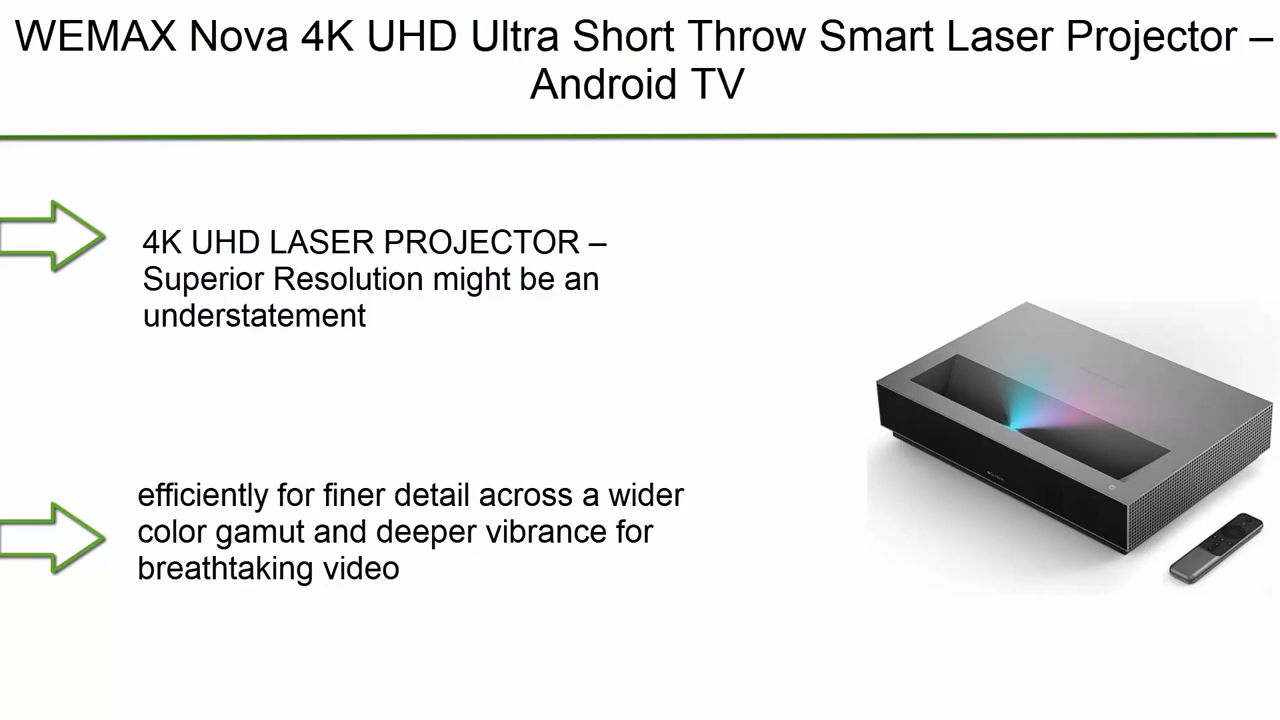 WEMAX Nova 4K UHD Ultra Short Throw Smart Laser Projector –
Android TV
4K UHD LASER PROJECTOR –
Superior Resolution might be an
understatement
efficiently for finer detail across a wider
color gamut and deeper vibrance for
breathtaking video